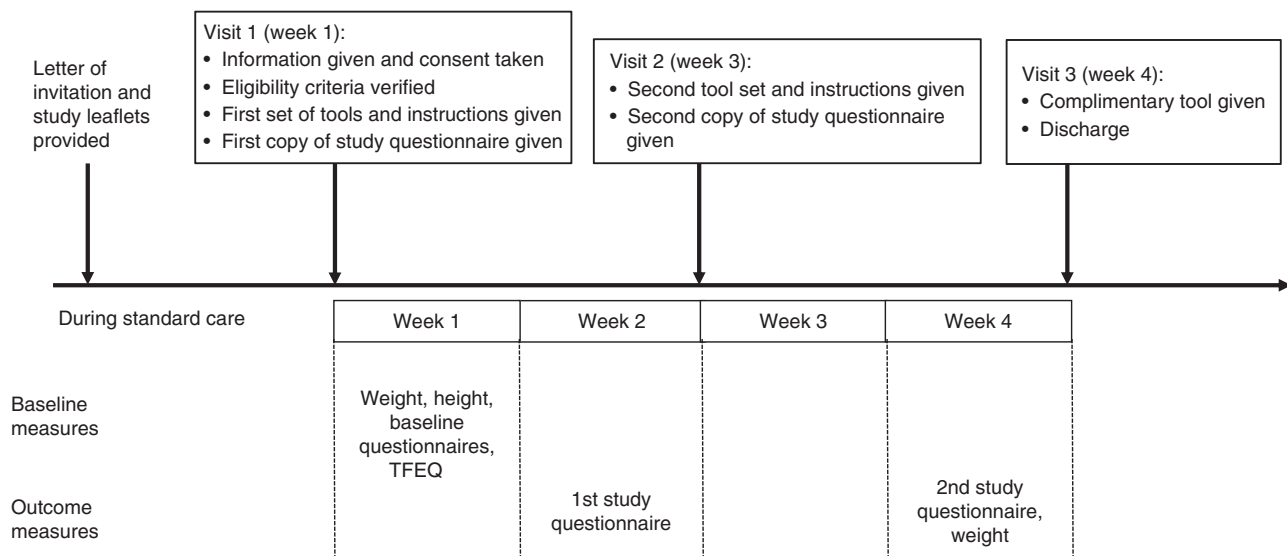 Letter of
invitation and
study leaflets
provided
Visit 1 (week 1):
• Information given and consent taken
• Eligibility criteria verified
• First set of tools and instructions given
• First copy of study questionnaire given
Visit 2 (week 3):
• Second tool set and instructions given
• Second copy of study questionnaire
given
Visit 3 (week 4):
• Complimentary tool given
• Discharge
During standard care
Week 1
Week 2
Week 3
Week 4
Baseline
measures
Weight, height,
baseline
questionnaires,
TFEQ
Outcome
measures
1st study
questionnaire
2nd study
questionnaire,
weight